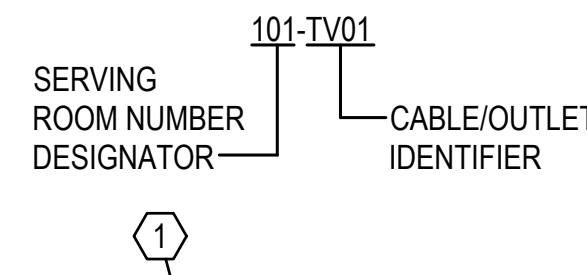 101-TV01
SERVING
ROOM NUMBER
DESIGNATOR
CABLE/OUTLET
IDENTIFIER
1